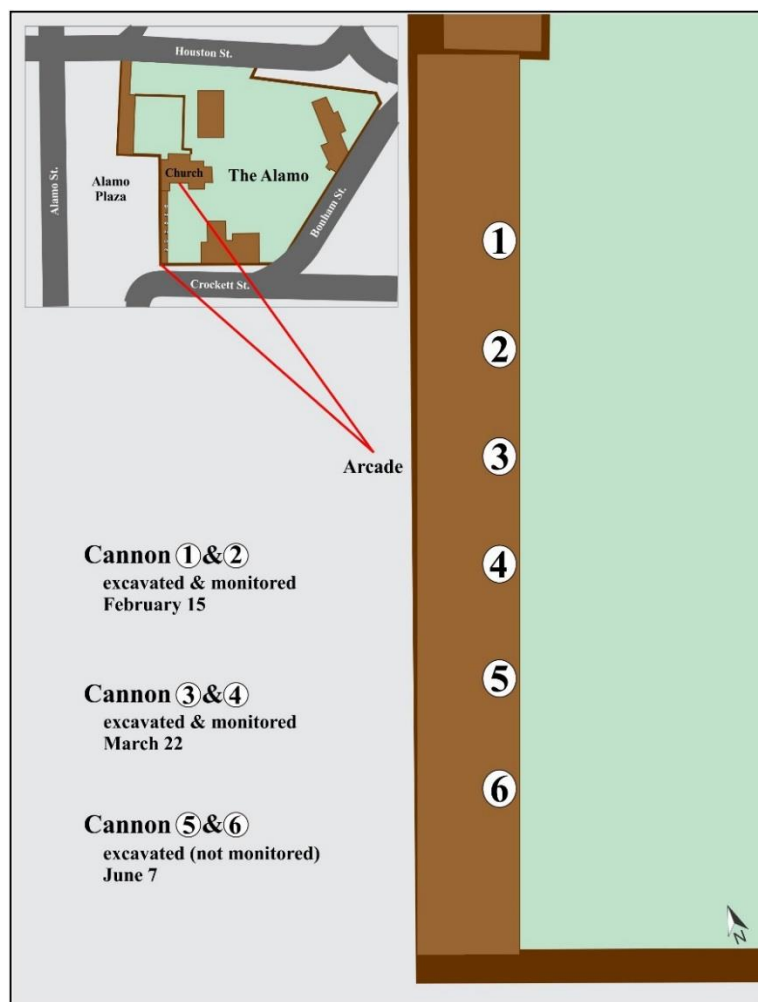 Houston St.
Alamo St.
Alamo
Plaza
Church
The Alamo
Bonham St.
Crockett St.
Arcade
Cannon 1 & 2
excavated & monitored
February 15
Cannon 3 & 4
excavated & monitored
March 22
Cannon 5 & 6
excavated (not monitored)
June 7
1
2
3
4
5
6
N